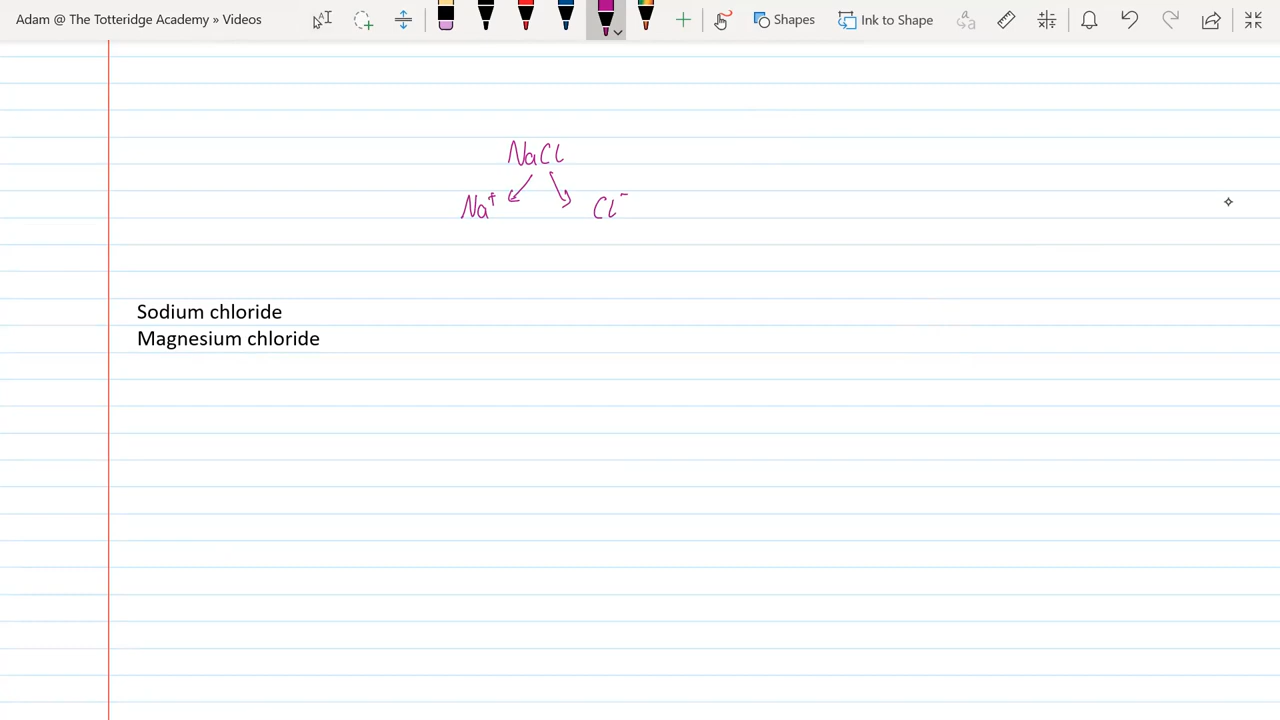 Adam @ The Totteridge Academy » Videos
Shapes
Ink to Shape
NaCl
Na⁺ Cl⁻
Sodium chloride
Magnesium chloride